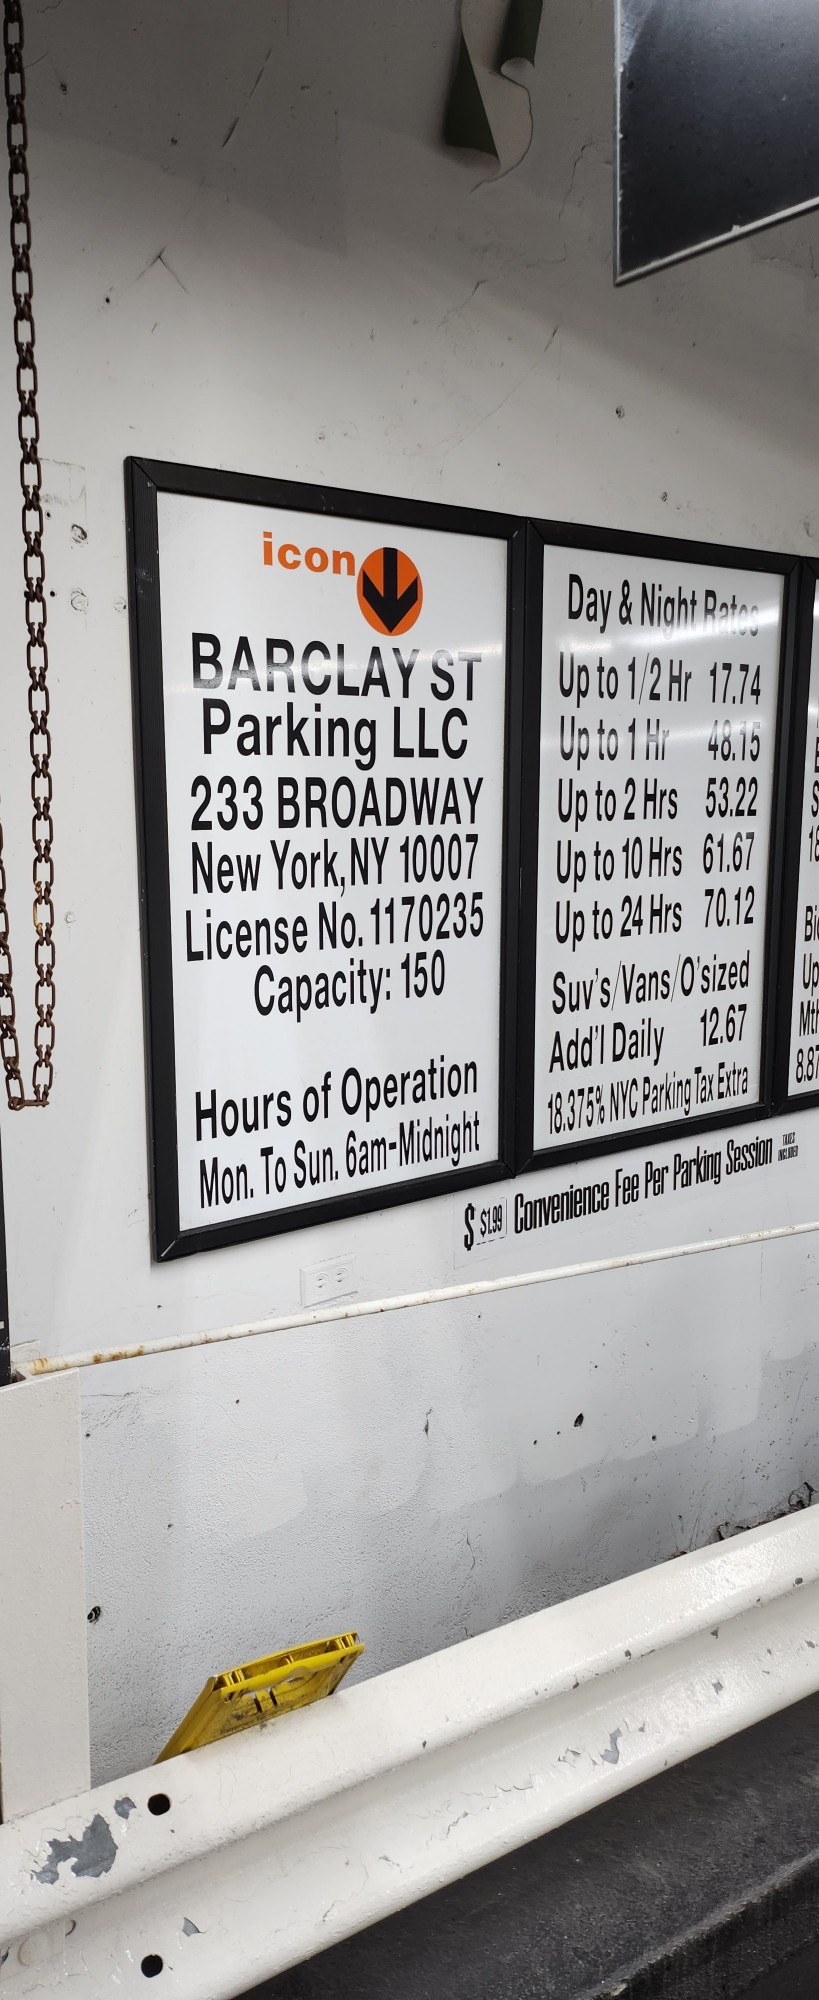 icon
BARCLAY ST
Parking LLC
233 BROADWAY
New York, NY 10007
License No. 1170235
Capacity: 150
Hours of Operation
Mon. To Sun. 6am-Midnight
Day & Night Rates
Up to 1/2 Hr 17.74
Up to 1 Hr 48.15
Up to 2 Hrs 53.22
Up to 10 Hrs 61.67
Up to 24 Hrs 70.12
Suv's/Vans/O'sized
Add'l Daily 12.67
18.375% NYC Parking Tax Extra
$ $1.99 Convenience Fee Per Parking Session TAXES INCLUDED